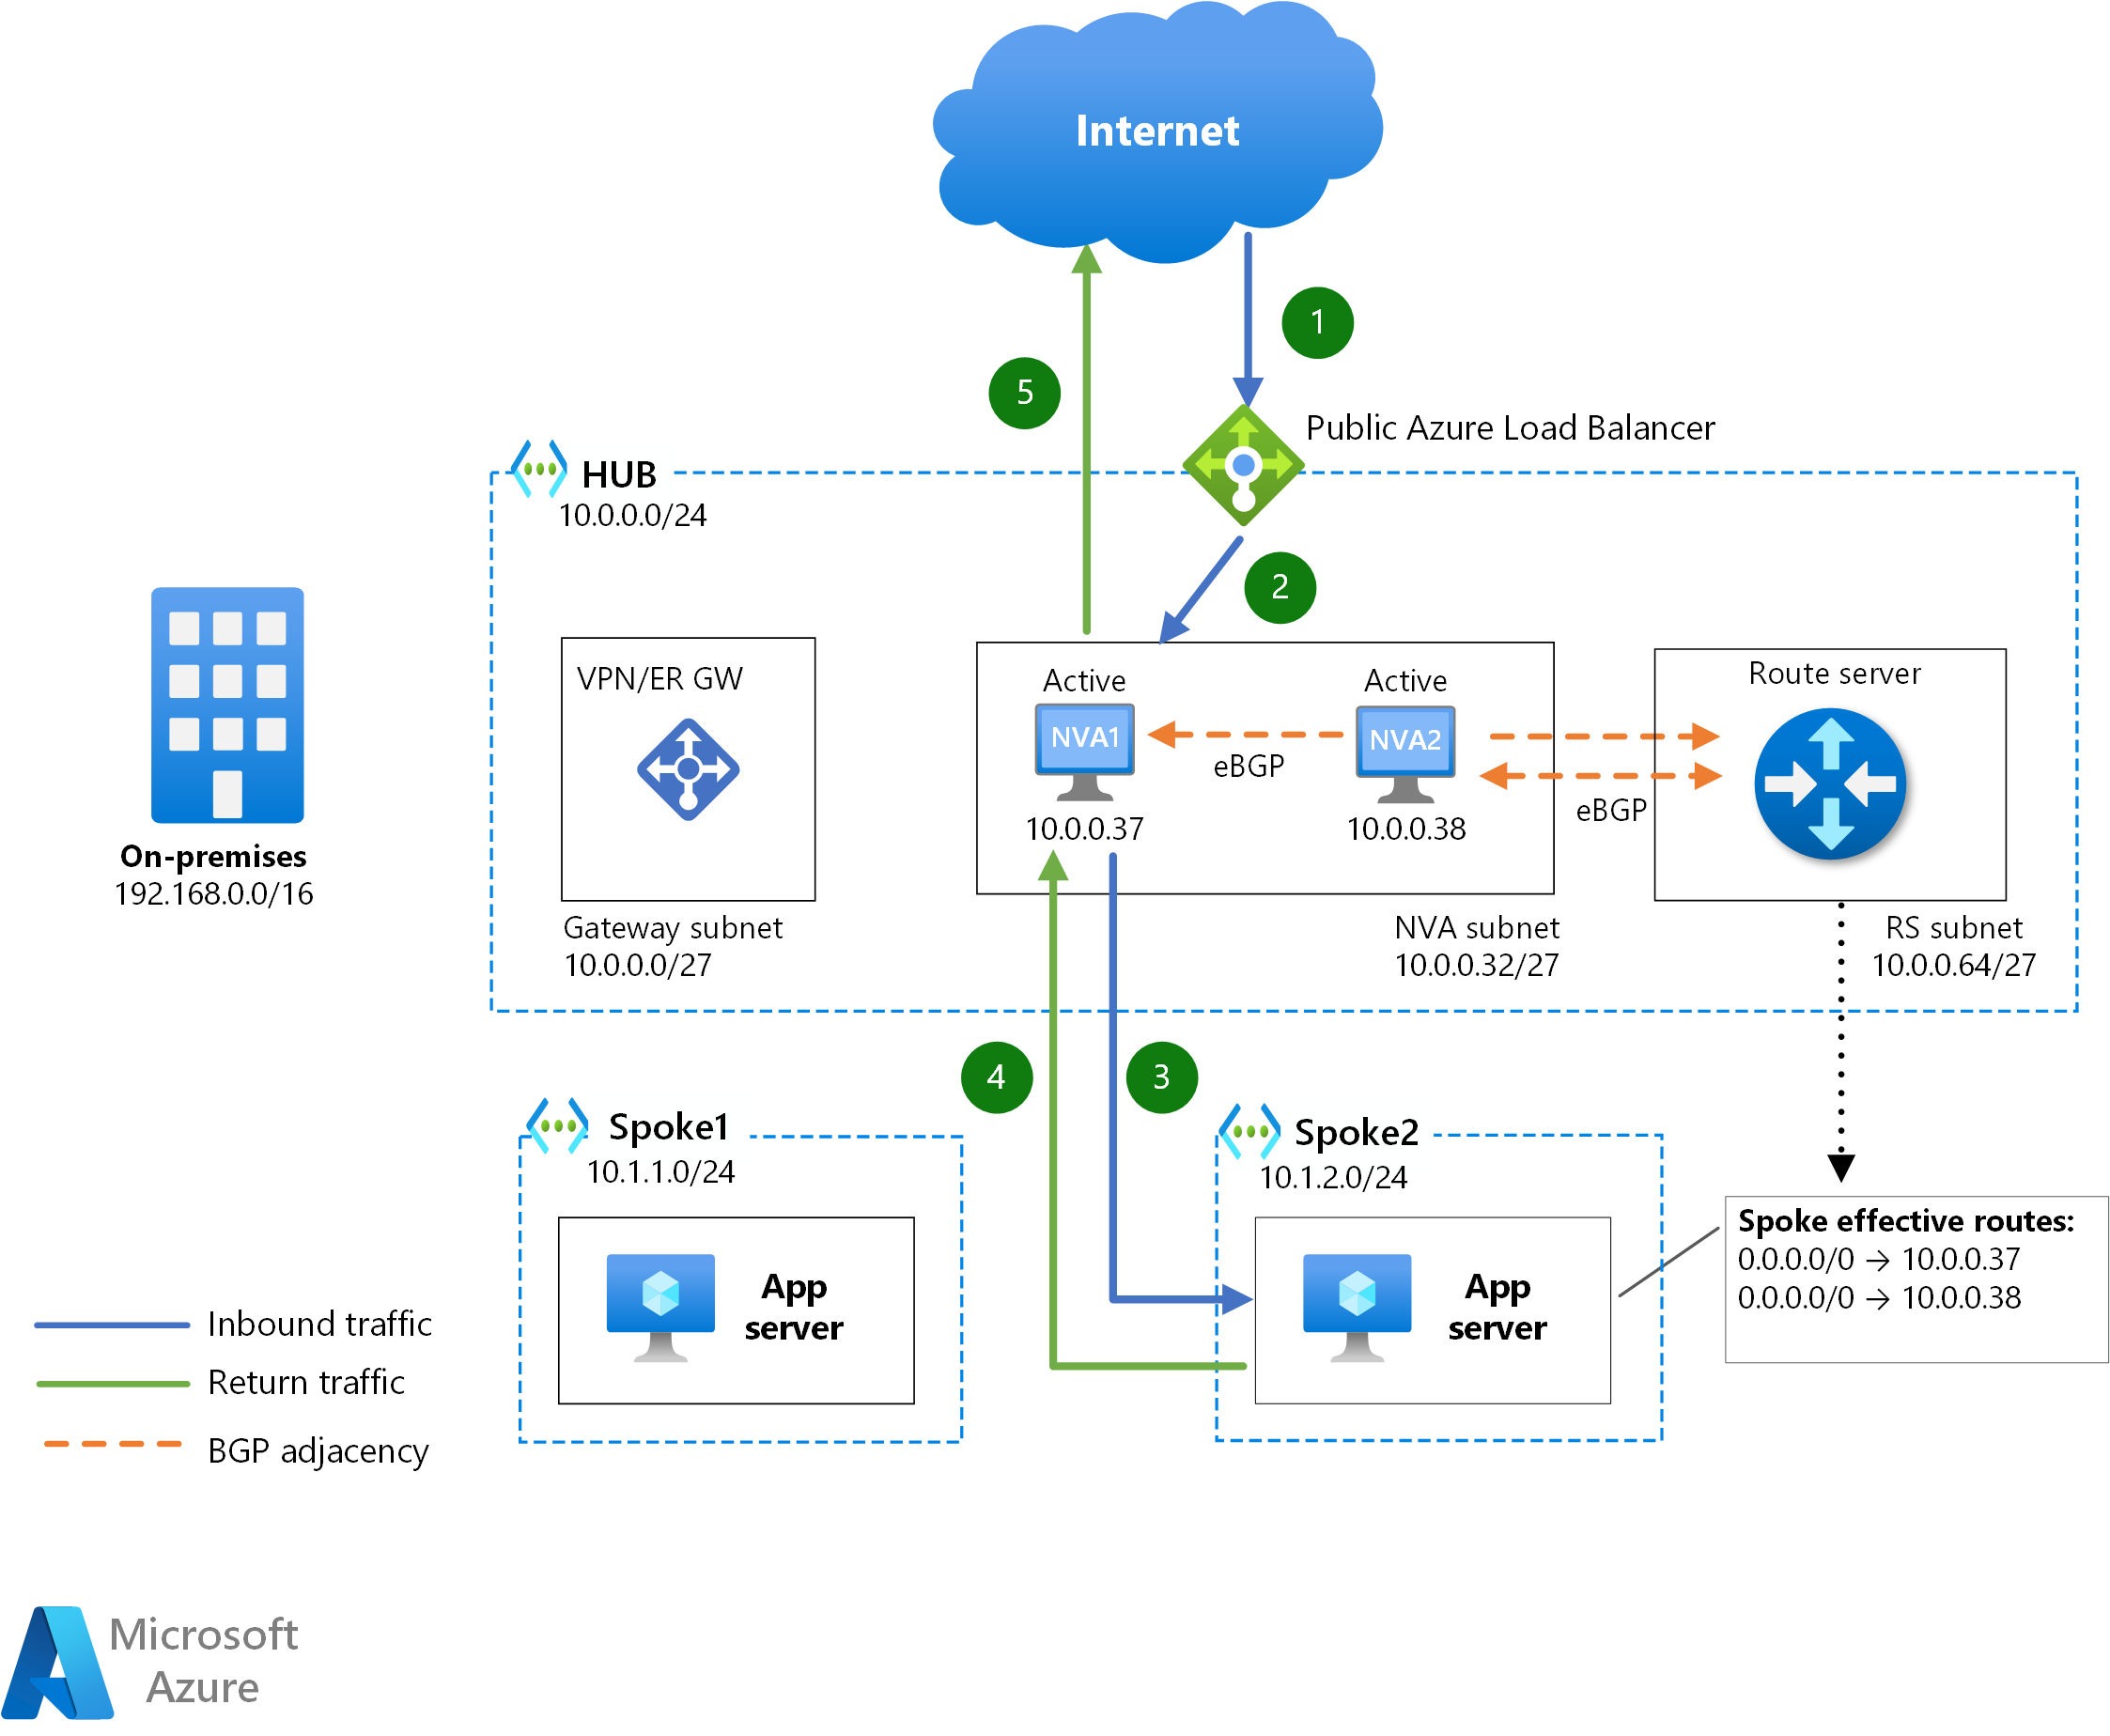 Internet
1
5
Public Azure Load Balancer
HUB
10.0.0.0/24
2
VPN/ER GW
Active
Active
Route server
NVA1
NVA2
eBGP
eBGP
10.0.0.37
10.0.0.38
On-premises
192.168.0.0/16
Gateway subnet
10.0.0.0/27
NVA subnet
10.0.0.32/27
RS subnet
10.0.0.64/27
4
3
Spoke1
10.1.1.0/24
Spoke2
10.1.2.0/24
App
server
App
server
Spoke effective routes:
0.0.0.0/0 → 10.0.0.37
0.0.0.0/0 → 10.0.0.38
Inbound traffic
Return traffic
BGP adjacency
Microsoft
Azure